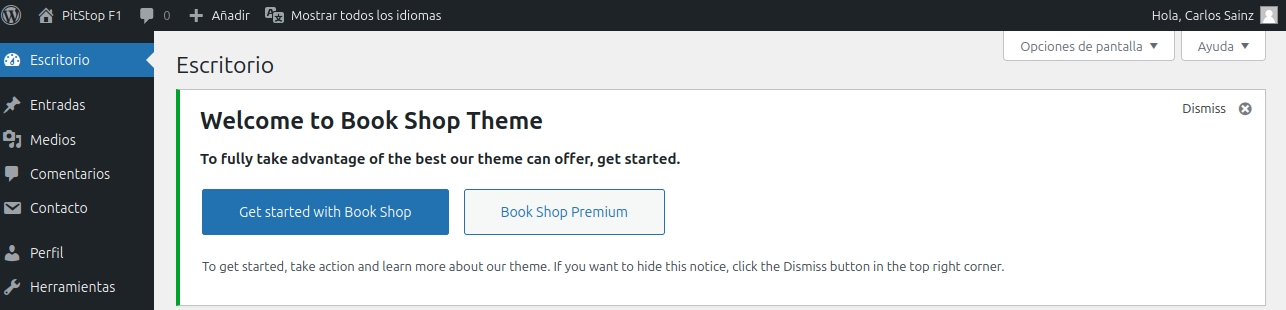 PitStop F1 0 Añadir Mostrar todos los idiomas Hola, Carlos Sainz
Escritorio
Entradas
Medios
Comentarios
Contacto
Perfil
Herramientas
Opciones de pantalla Ayuda
Escritorio
Dismiss
Welcome to Book Shop Theme
To fully take advantage of the best our theme can offer, get started.
Get started with Book Shop Book Shop Premium
To get started, take action and learn more about our theme. If you want to hide this notice, click the Dismiss button in the top right corner.